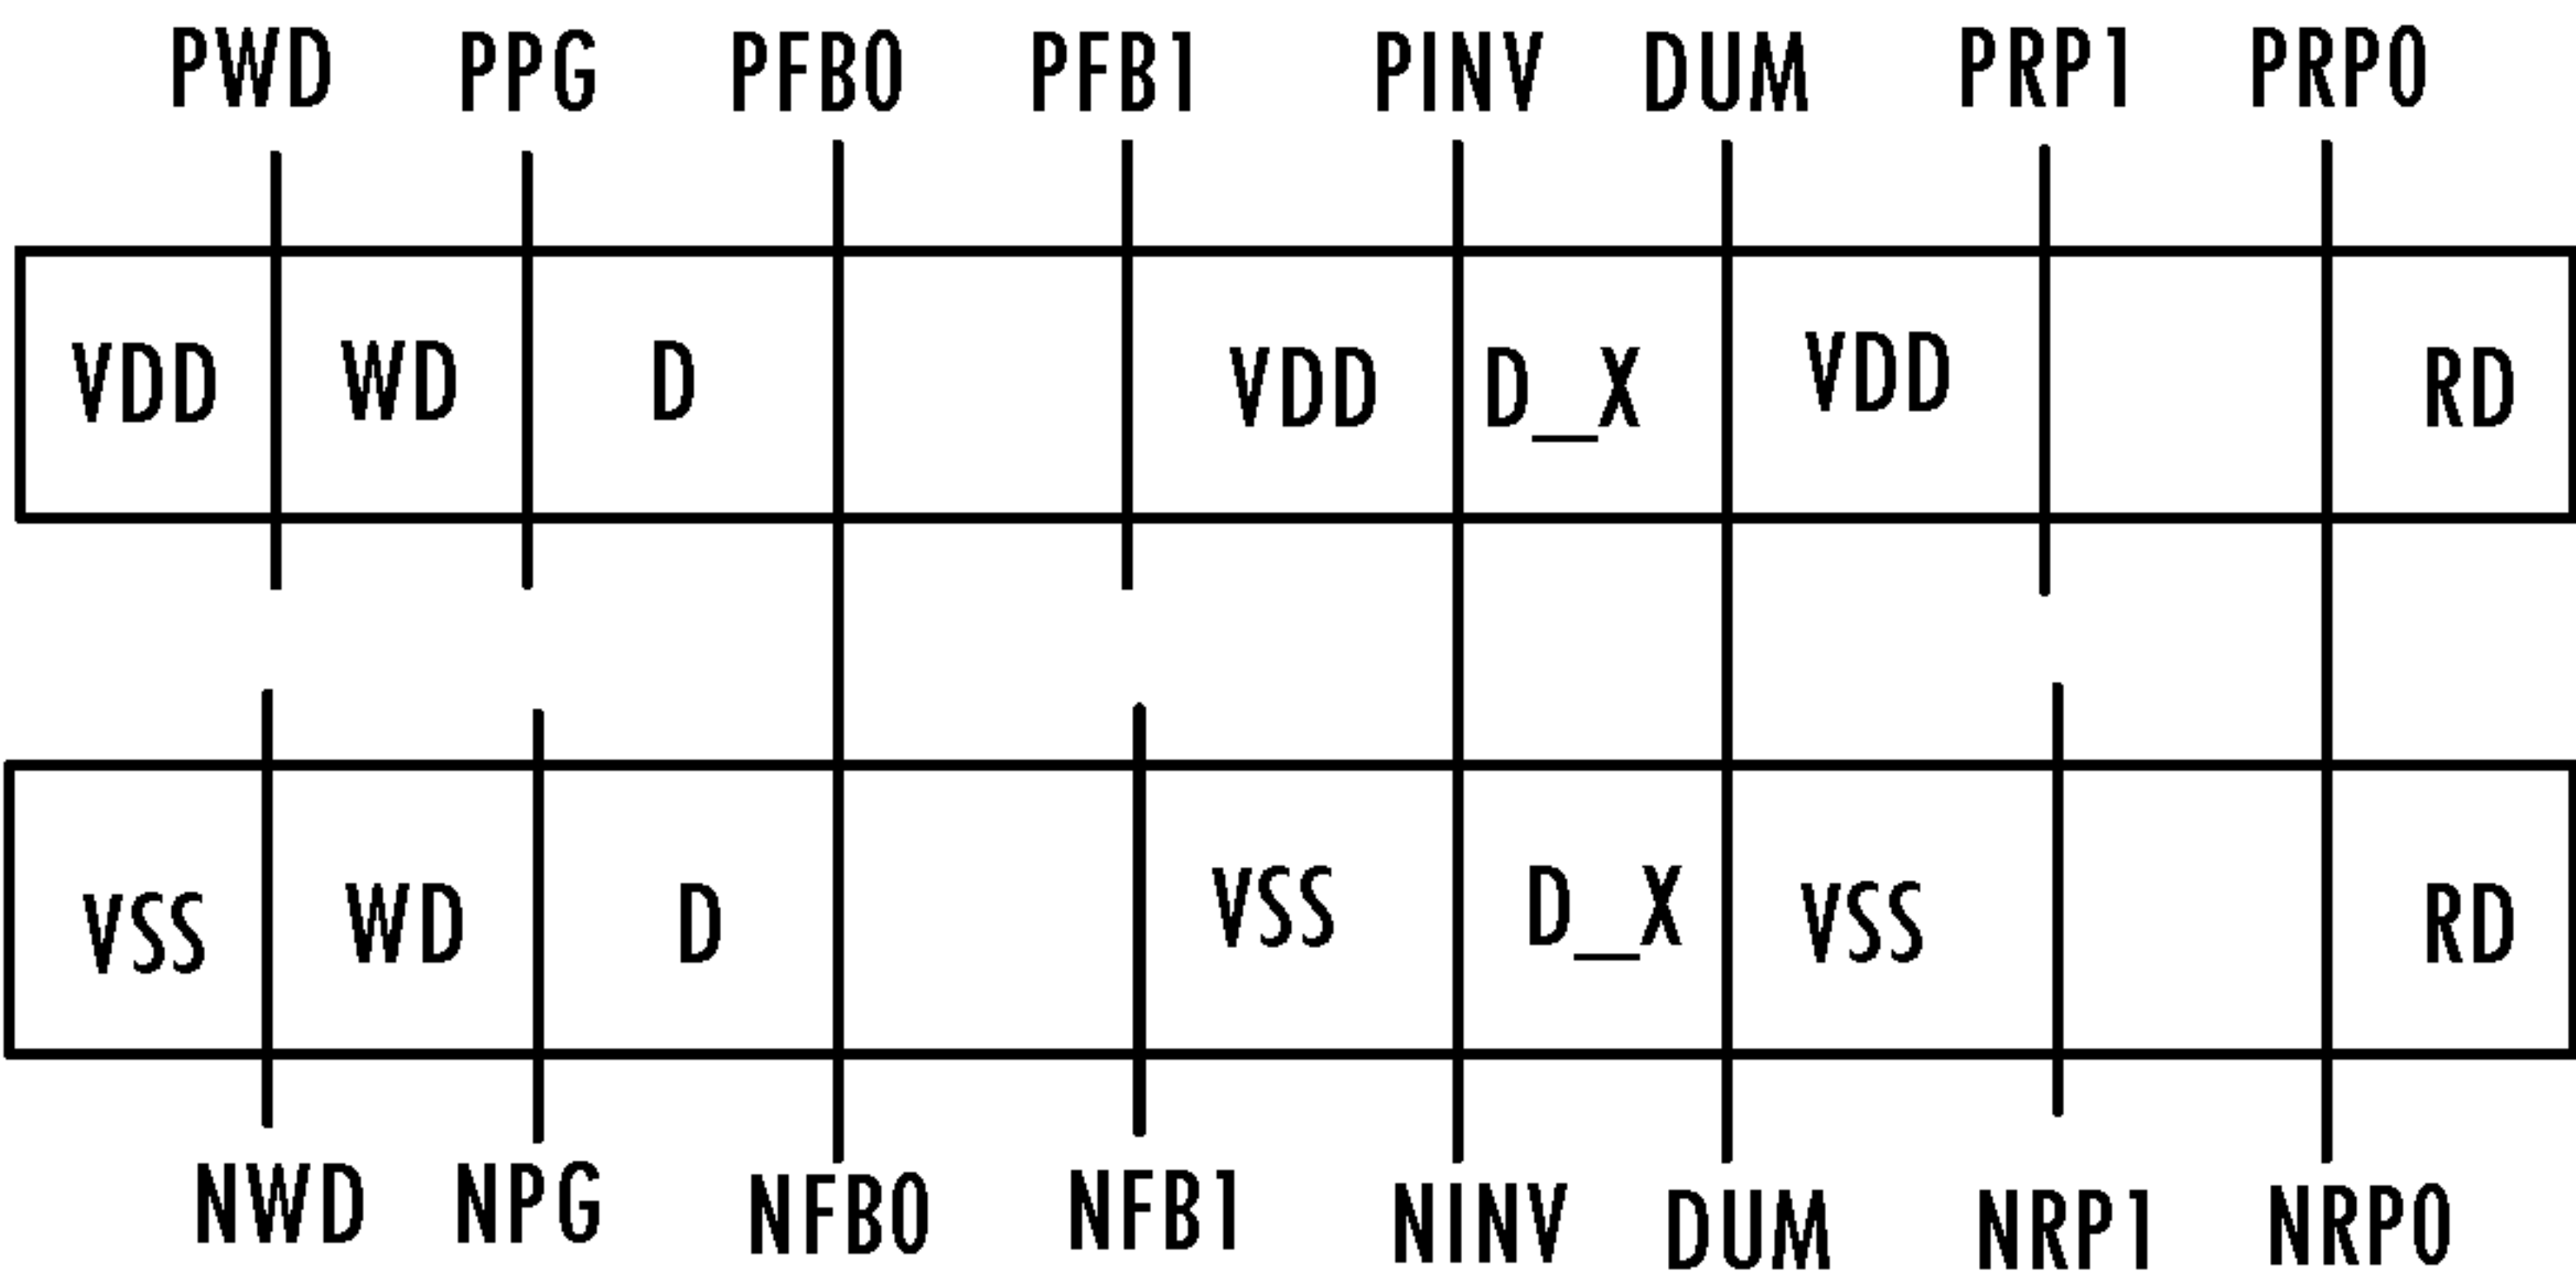 PWD PPG PFB0 PFB1 PINV DUM PRP1 PRP0
VDD WD D VDD D_X VDD RD
VSS WD D VSS D_X VSS RD
NWD NPG NFB0 NFB1 NINV DUM NRP1 NRP0